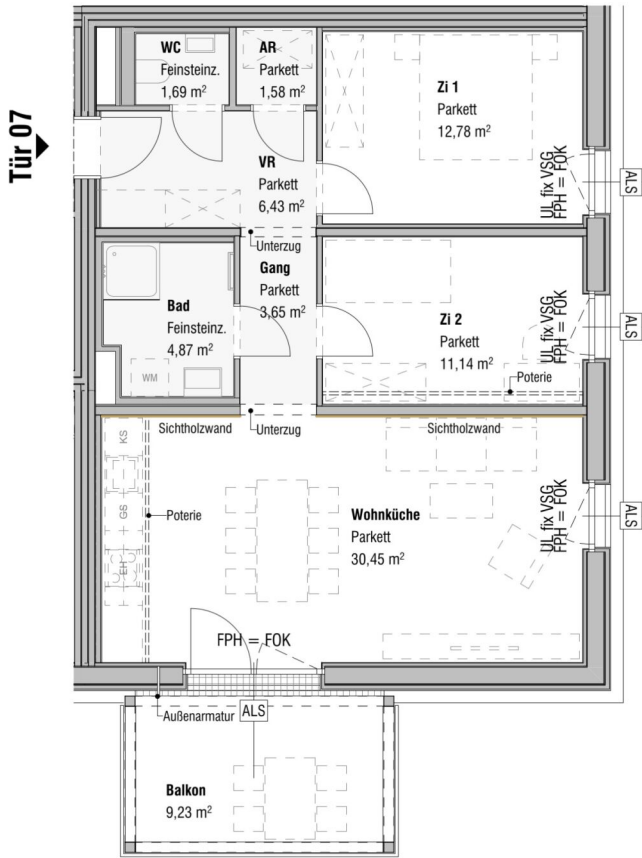 Tür 07
WC
Feinsteinz.
1,69 m²
AR
Parkett
1,58 m²
Zi 1
Parkett
12,78 m²
UL fix VSG
FPH = FOK
ALS
VR
Parkett
6,43 m²
Unterzug
Gang
Parkett
3,65 m²
Bad
Feinsteinz.
4,87 m²
WM
Zi 2
Parkett
11,14 m²
UL fix VSG
FPH = FOK
ALS
Poterie
Sichtholzwand
Unterzug
Sichtholzwand
KS
GS
EH
Poterie
Wohnküche
Parkett
30,45 m²
UL fix VSG
FPH = FOK
ALS
FPH = FOK
Außenarmatur
ALS
Balkon
9,23 m²